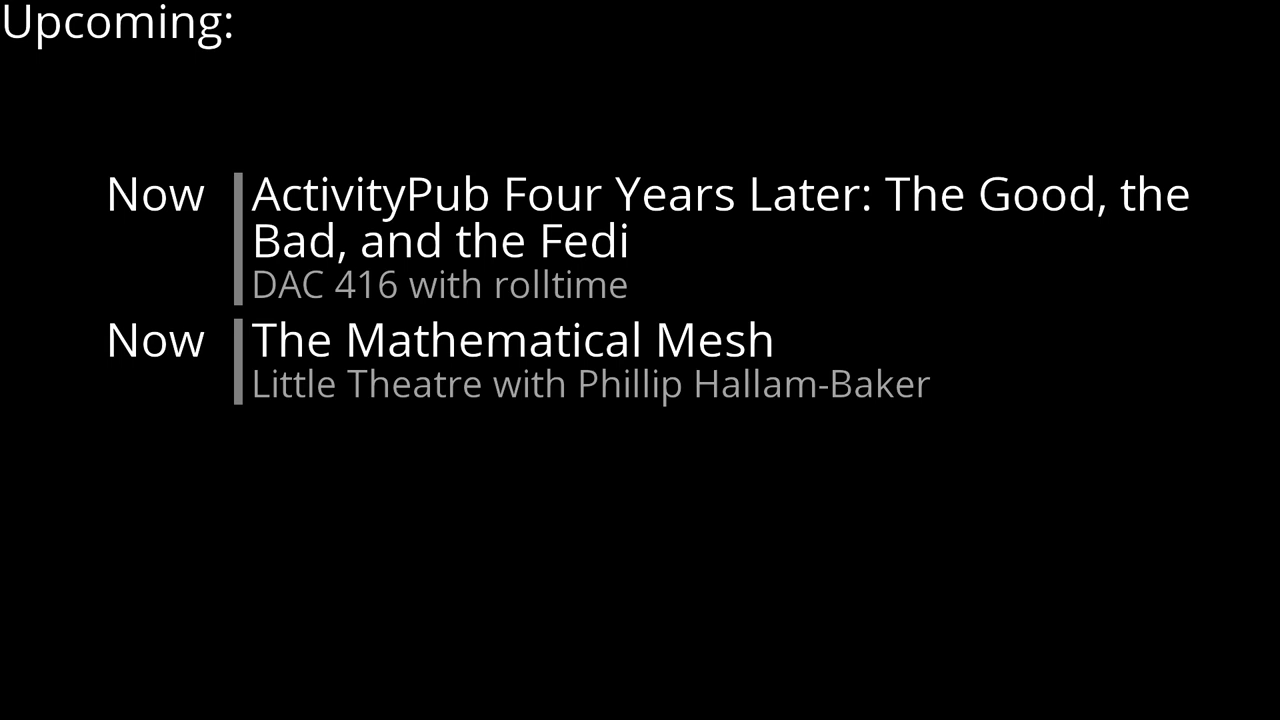 Upcoming:
Now ActivityPub Four Years Later: The Good, the
Bad, and the Fedi
DAC 416 with rolltime
Now The Mathematical Mesh
Little Theatre with Phillip Hallam-Baker